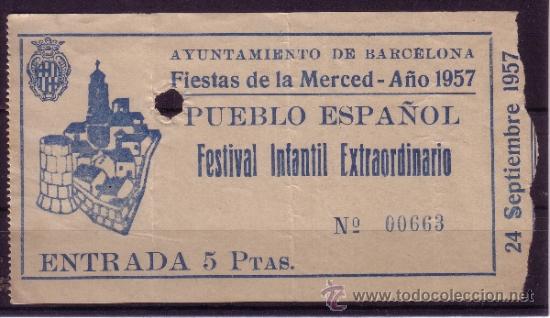 AYUNTAMIENTO DE BARCELONA
Fiestas de la Merced - Año 1957
PUEBLO ESPAÑOL
Festival Infantil Extraordinario
Nº 00663
ENTRADA 5 PTAS.
24 Septiembre 1957
todocoleccion
www.todocoleccion.net